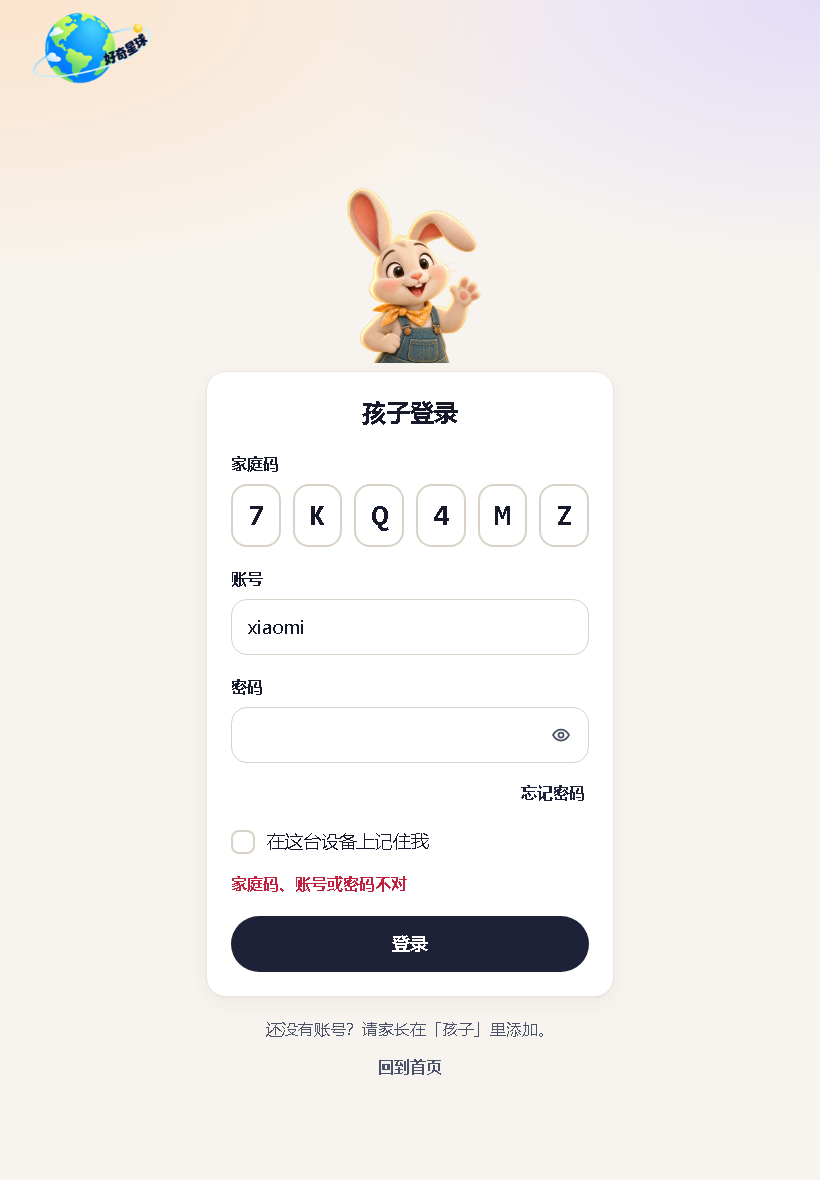 好奇星球
孩子登录
家庭码
7 K Q 4 M Z
账号
xiaomi
密码
忘记密码
在这台设备上记住我
家庭码、账号或密码不对
登录
还没有账号？请家长在「孩子」里添加。
回到首页